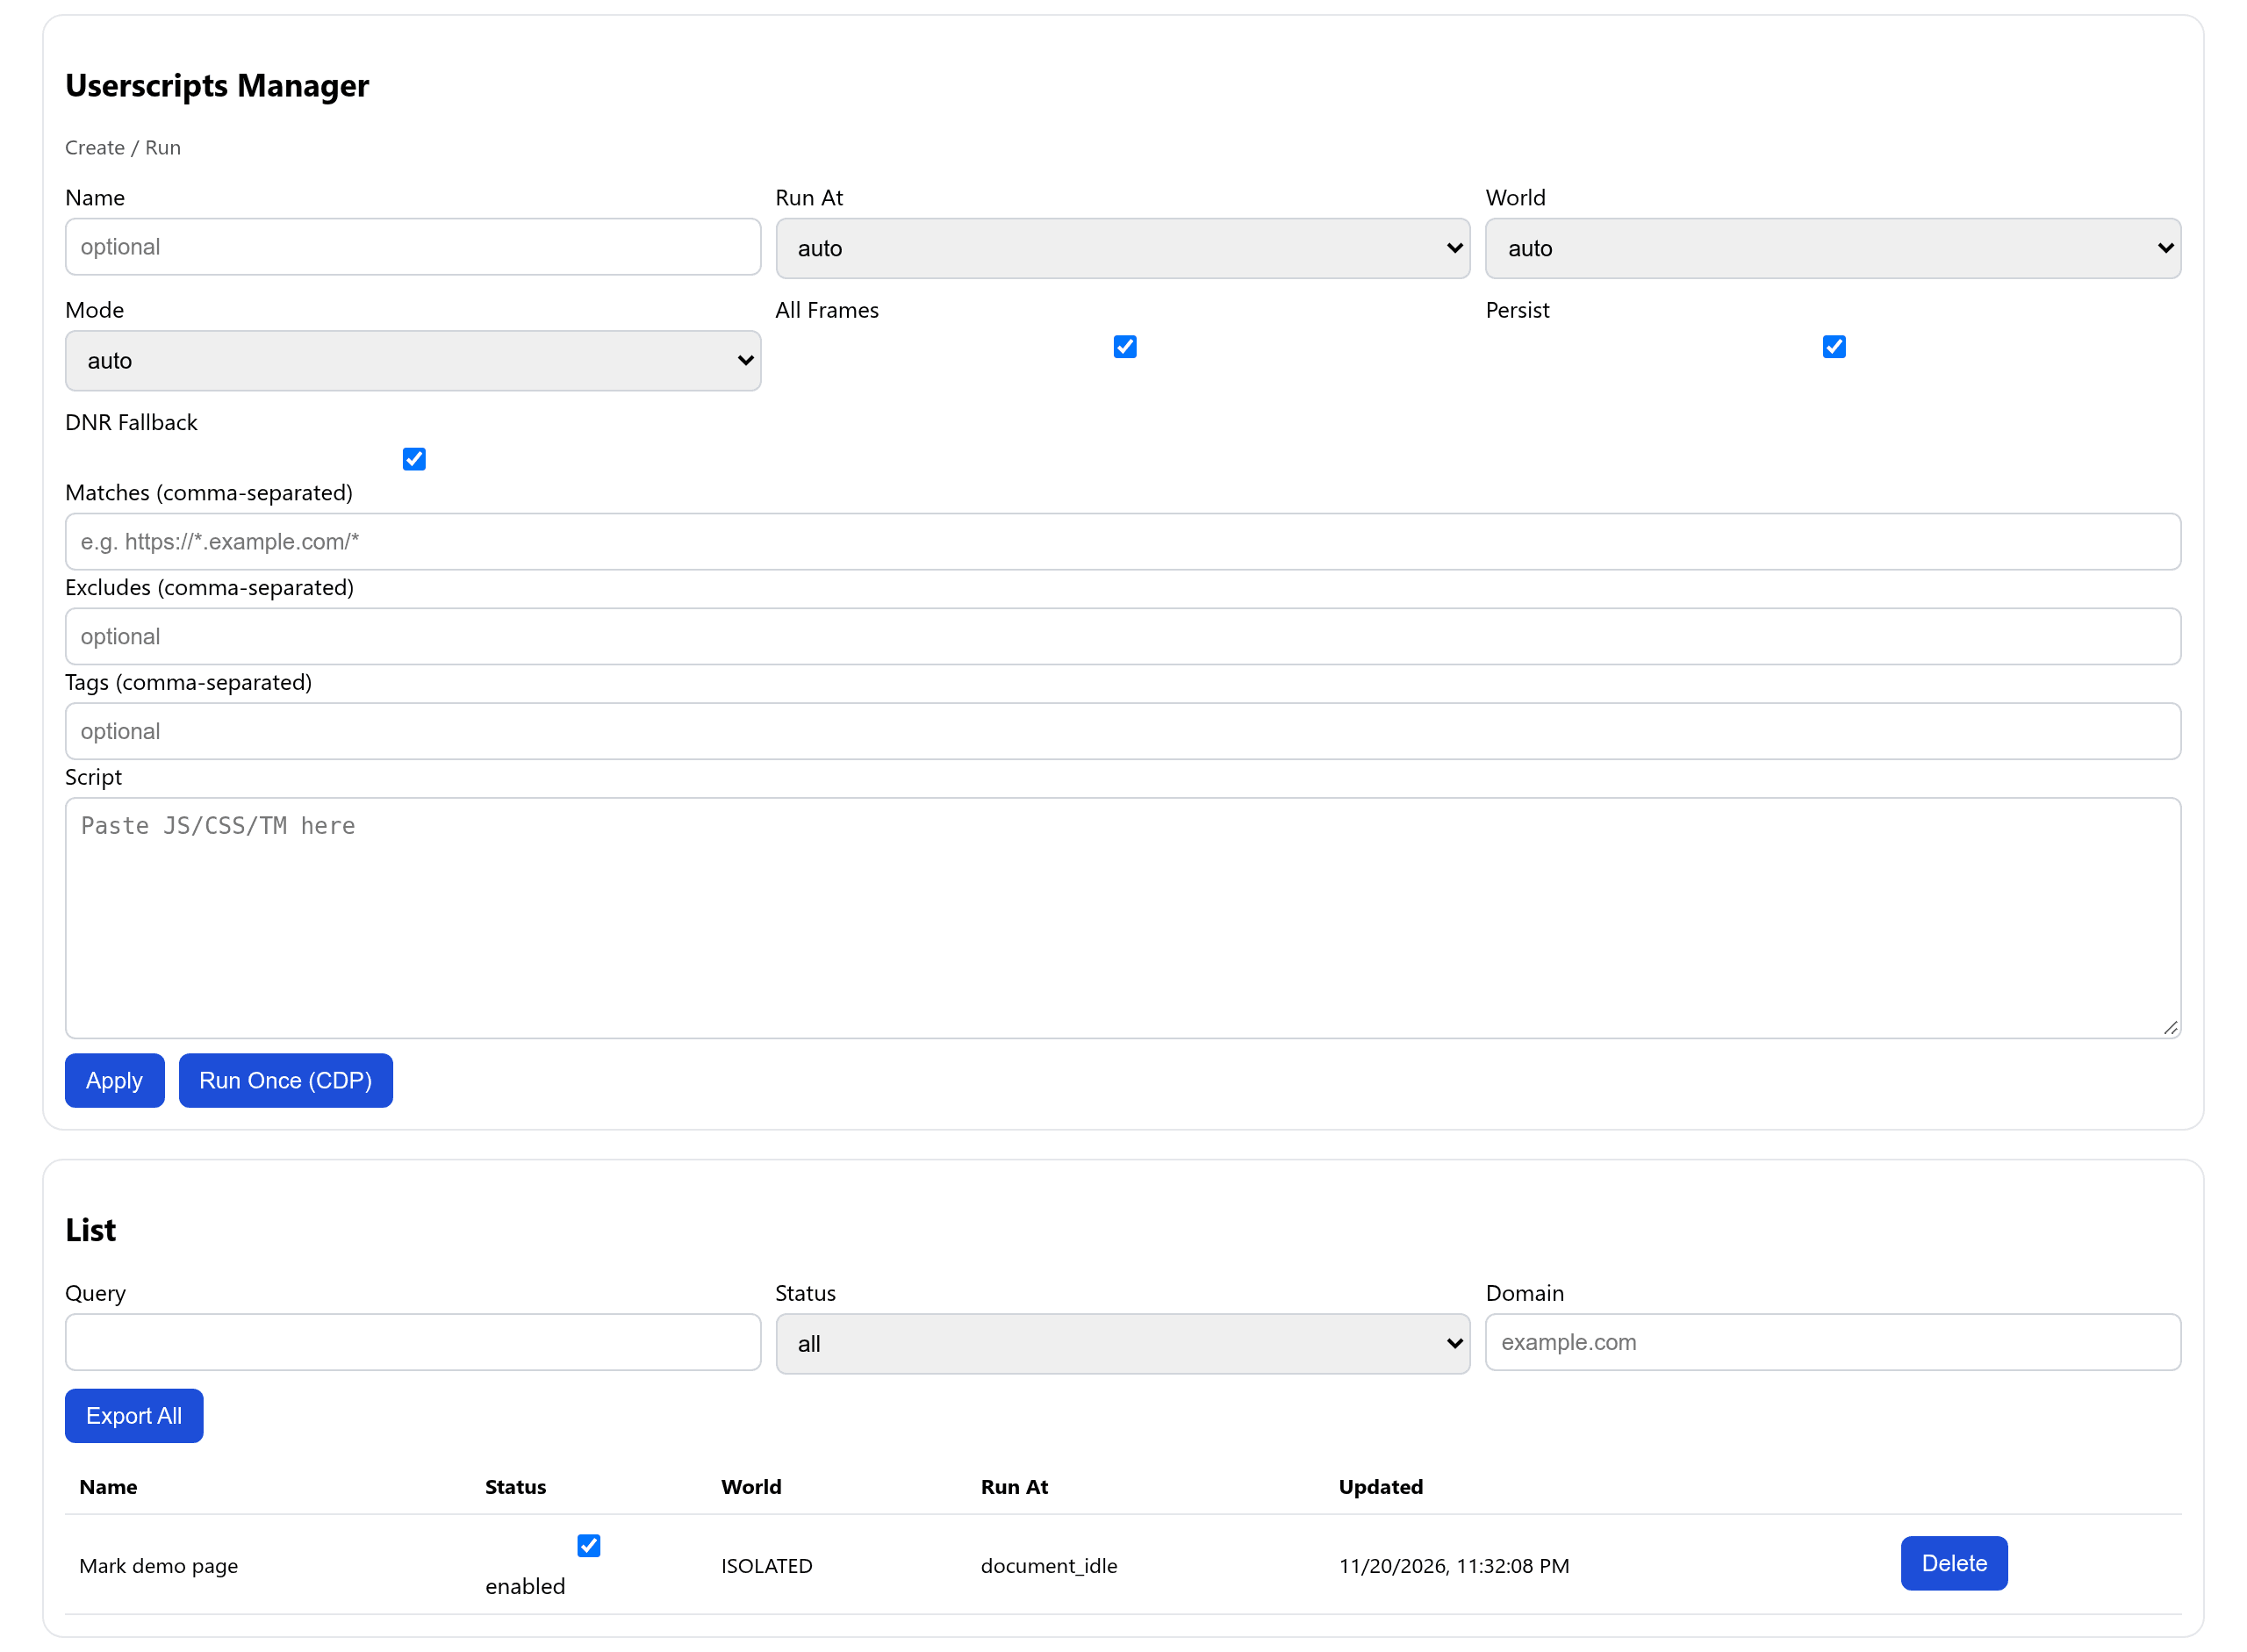 Userscripts Manager
Create / Run
Name Run At World
optional auto auto
Mode All Frames Persist
auto
DNR Fallback
Matches (comma-separated)
e.g. https://*.example.com/*
Excludes (comma-separated)
optional
Tags (comma-separated)
optional
Script
Paste JS/CSS/TM here
Apply Run Once (CDP)
List
Query Status Domain
all example.com
Export All
Name Status World Run At Updated
Mark demo page enabled ISOLATED document_idle 11/20/2026, 11:32:08 PM Delete